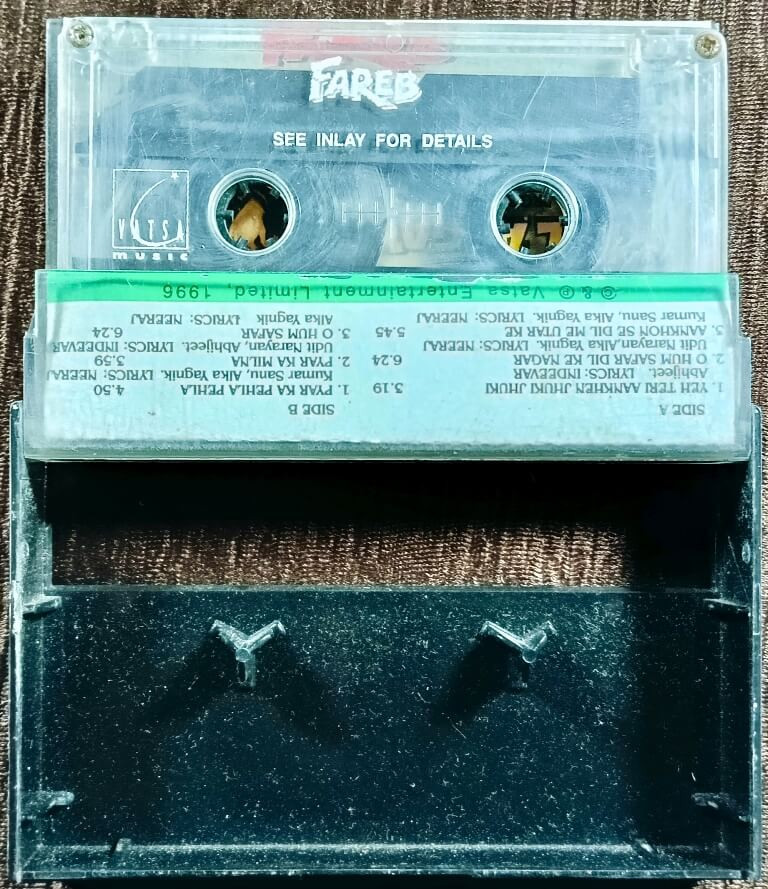 FAREB
SEE INLAY FOR DETAILS
VATSA
music
SIDE A
1. YEH TERI AANKHEN JHUKI JHUKI 3.19
Abhijeet. LYRICS: INDEEVAR
2. O HUM SAFAR DIL KE NAGAR 6.24
Udit Narayan, Alka Yagnik. LYRICS: NEERAJ
3. AANKHON SE DIL ME UTAR KE 5.45
Kumar Sanu, Alka Yagnik. LYRICS: NEERAJ
SIDE B
1. PYAR KA PEHLA PEHLA 4.50
Kumar Sanu, Alka Yagnik. LYRICS: NEERAJ
2. PYAR KA MILNA 3.59
Udit Narayan, Abhijeet. LYRICS: INDEEVAR
3. O HUM SAFAR 6.24
Alka Yagnik LYRICS: NEERAJ
© & ℗ Vatsa Entertainment Limited, 1996